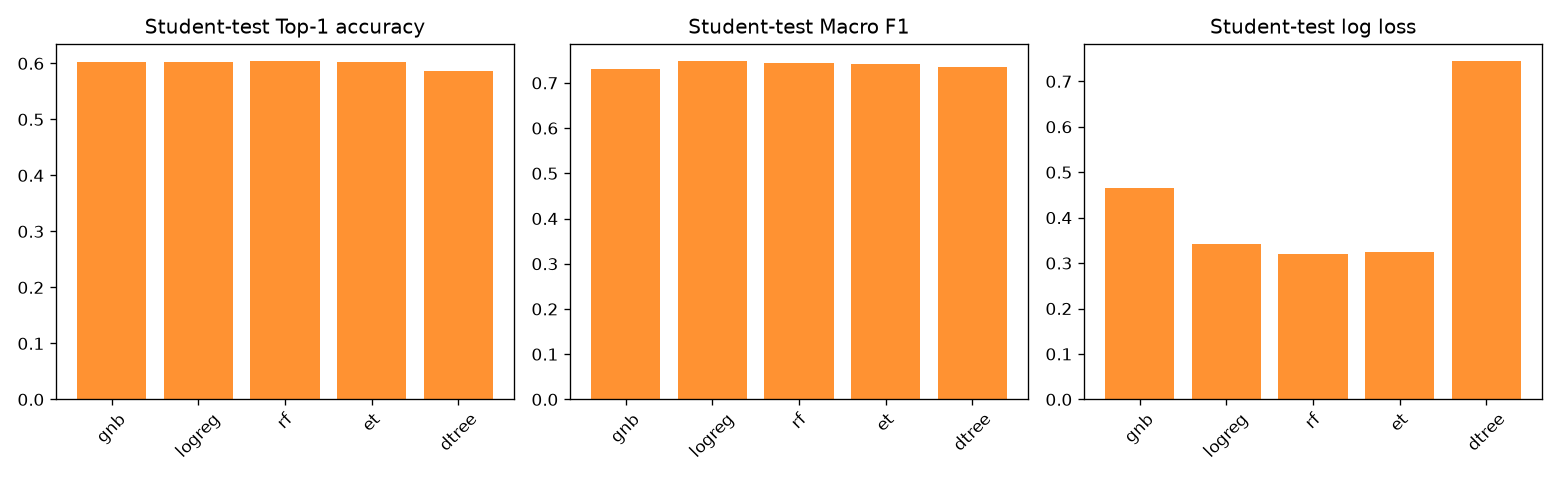 Student-test Top-1 accuracy
0.6
0.5
0.4
0.3
0.2
0.1
0.0
gnb
logreg
rf
et
dtree
Student-test Macro F1
0.7
0.6
0.5
0.4
0.3
0.2
0.1
0.0
gnb
logreg
rf
et
dtree
Student-test log loss
0.7
0.6
0.5
0.4
0.3
0.2
0.1
0.0
gnb
logreg
rf
et
dtree